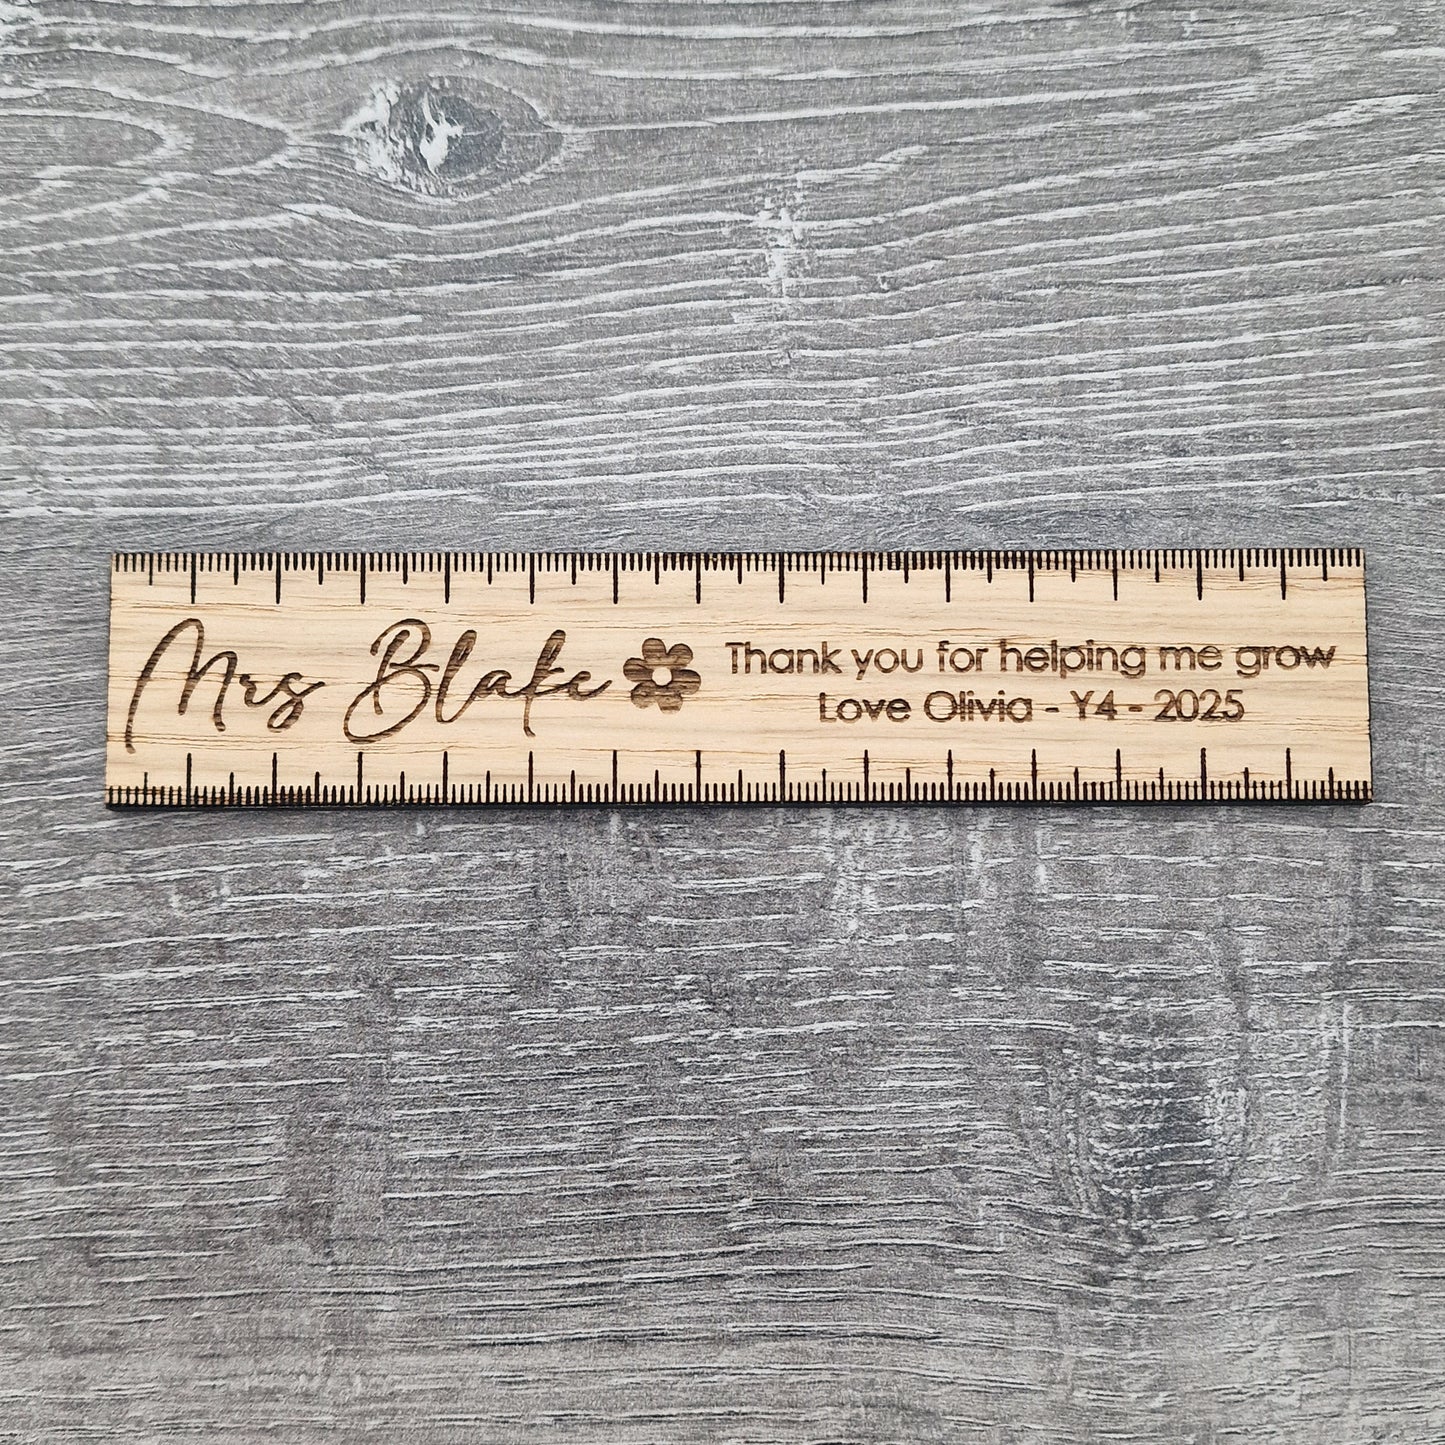 Mrs Blake
Thank you for helping me grow
Love Olivia - Y4 - 2025